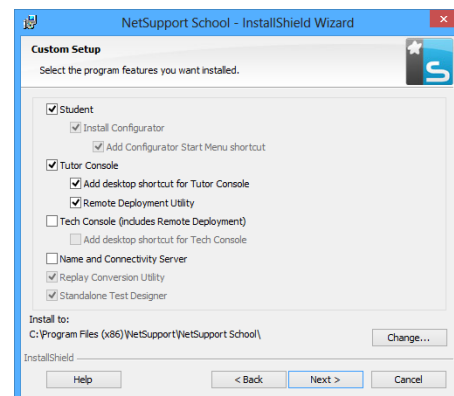 NetSupport School - InstallShield Wizard
Custom Setup
Select the program features you want installed.
Student
Install Configurator
Add Configurator Start Menu shortcut
Tutor Console
Add desktop shortcut for Tutor Console
Remote Deployment Utility
Tech Console (includes Remote Deployment)
Add desktop shortcut for Tech Console
Name and Connectivity Server
Replay Conversion Utility
Standalone Test Designer
Install to:
C:\Program Files (x86)\NetSupport\NetSupport School\
Change...
InstallShield
Help < Back Next > Cancel